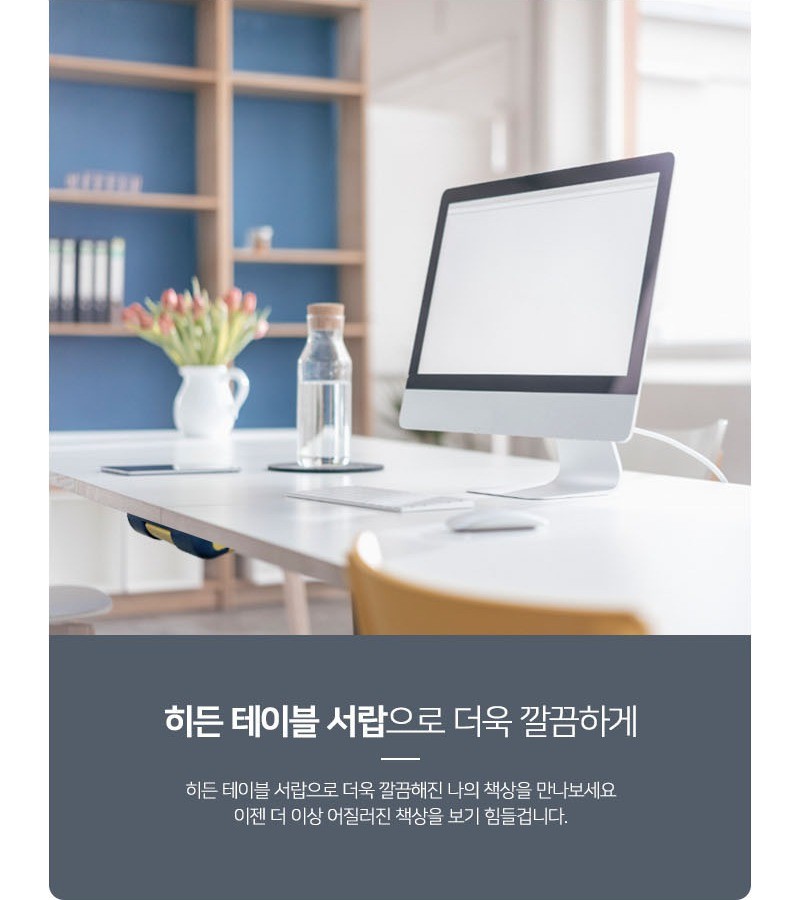 히든 테이블 서랍으로 더욱 깔끔하게
히든 테이블 서랍으로 더욱 깔끔해진 나의 책상을 만나보세요
이젠 더 이상 어질러진 책상을 보기 힘들겁니다.